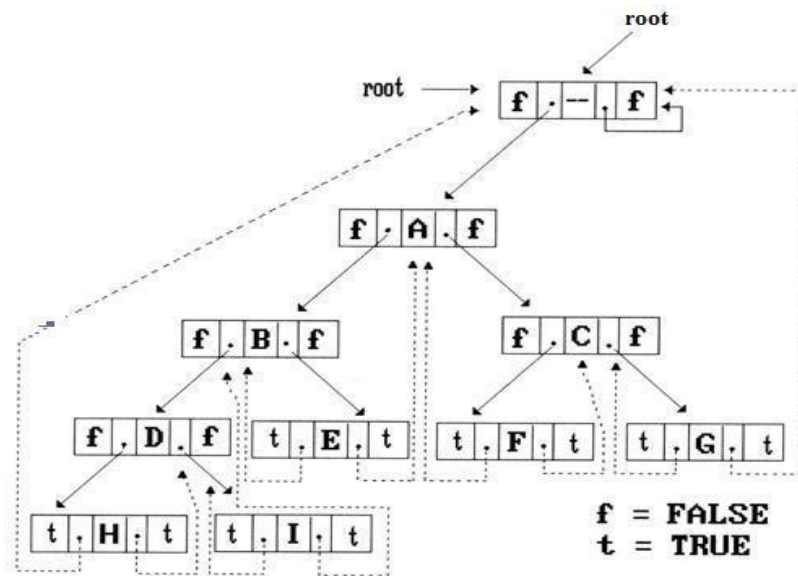 root
root
f . -- . f
f . A . f
f . B . f
f . C . f
f . D . f
t . E . t
t . F . t
t . G . t
t . H . t
t . I . t
f = FALSE
t = TRUE